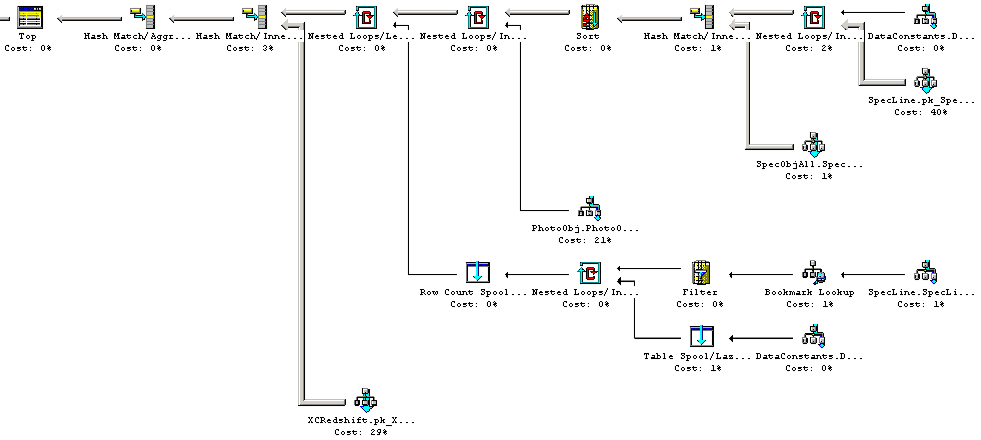 Top
Cost: 0%
Hash Match/Aggr...
Cost: 0%
Hash Match/Inne...
Cost: 3%
Nested Loops/Le...
Cost: 0%
Nested Loops/In...
Cost: 0%
Sort
Cost: 0%
Hash Match/Inne...
Cost: 1%
Nested Loops/In...
Cost: 2%
DataConstants.D...
Cost: 0%
SpecLine.pk_Spe...
Cost: 40%
SpecObjAll.Spec...
Cost: 1%
PhotoObj.PhotoO...
Cost: 21%
Row Count Spool...
Cost: 0%
Nested Loops/In...
Cost: 0%
Filter
Cost: 0%
Bookmark Lookup
Cost: 1%
SpecLine.SpecLi...
Cost: 1%
Table Spool/Laz...
Cost: 1%
DataConstants.D...
Cost: 0%
XCRedshift.pk_X...
Cost: 29%